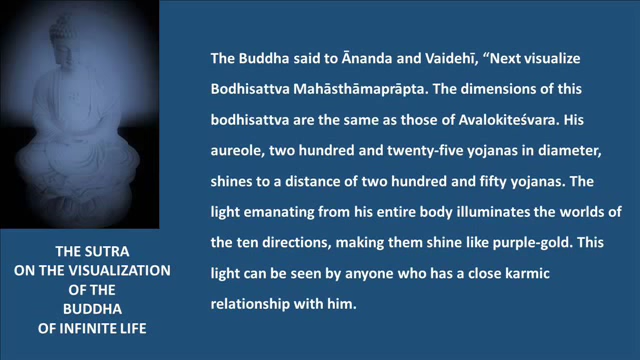 The Buddha said to Ānanda and Vaidehī, “Next visualize
Bodhisattva Mahāsthāmaprāpta. The dimensions of this
bodhisattva are the same as those of Avalokiteśvara. His
aureole, two hundred and twenty-five yojanas in diameter,
shines to a distance of two hundred and fifty yojanas. The
light emanating from his entire body illuminates the worlds of
the ten directions, making them shine like purple-gold. This
light can be seen by anyone who has a close karmic
relationship with him.
THE SUTRA
ON THE VISUALIZATION
OF THE
BUDDHA
OF INFINITE LIFE